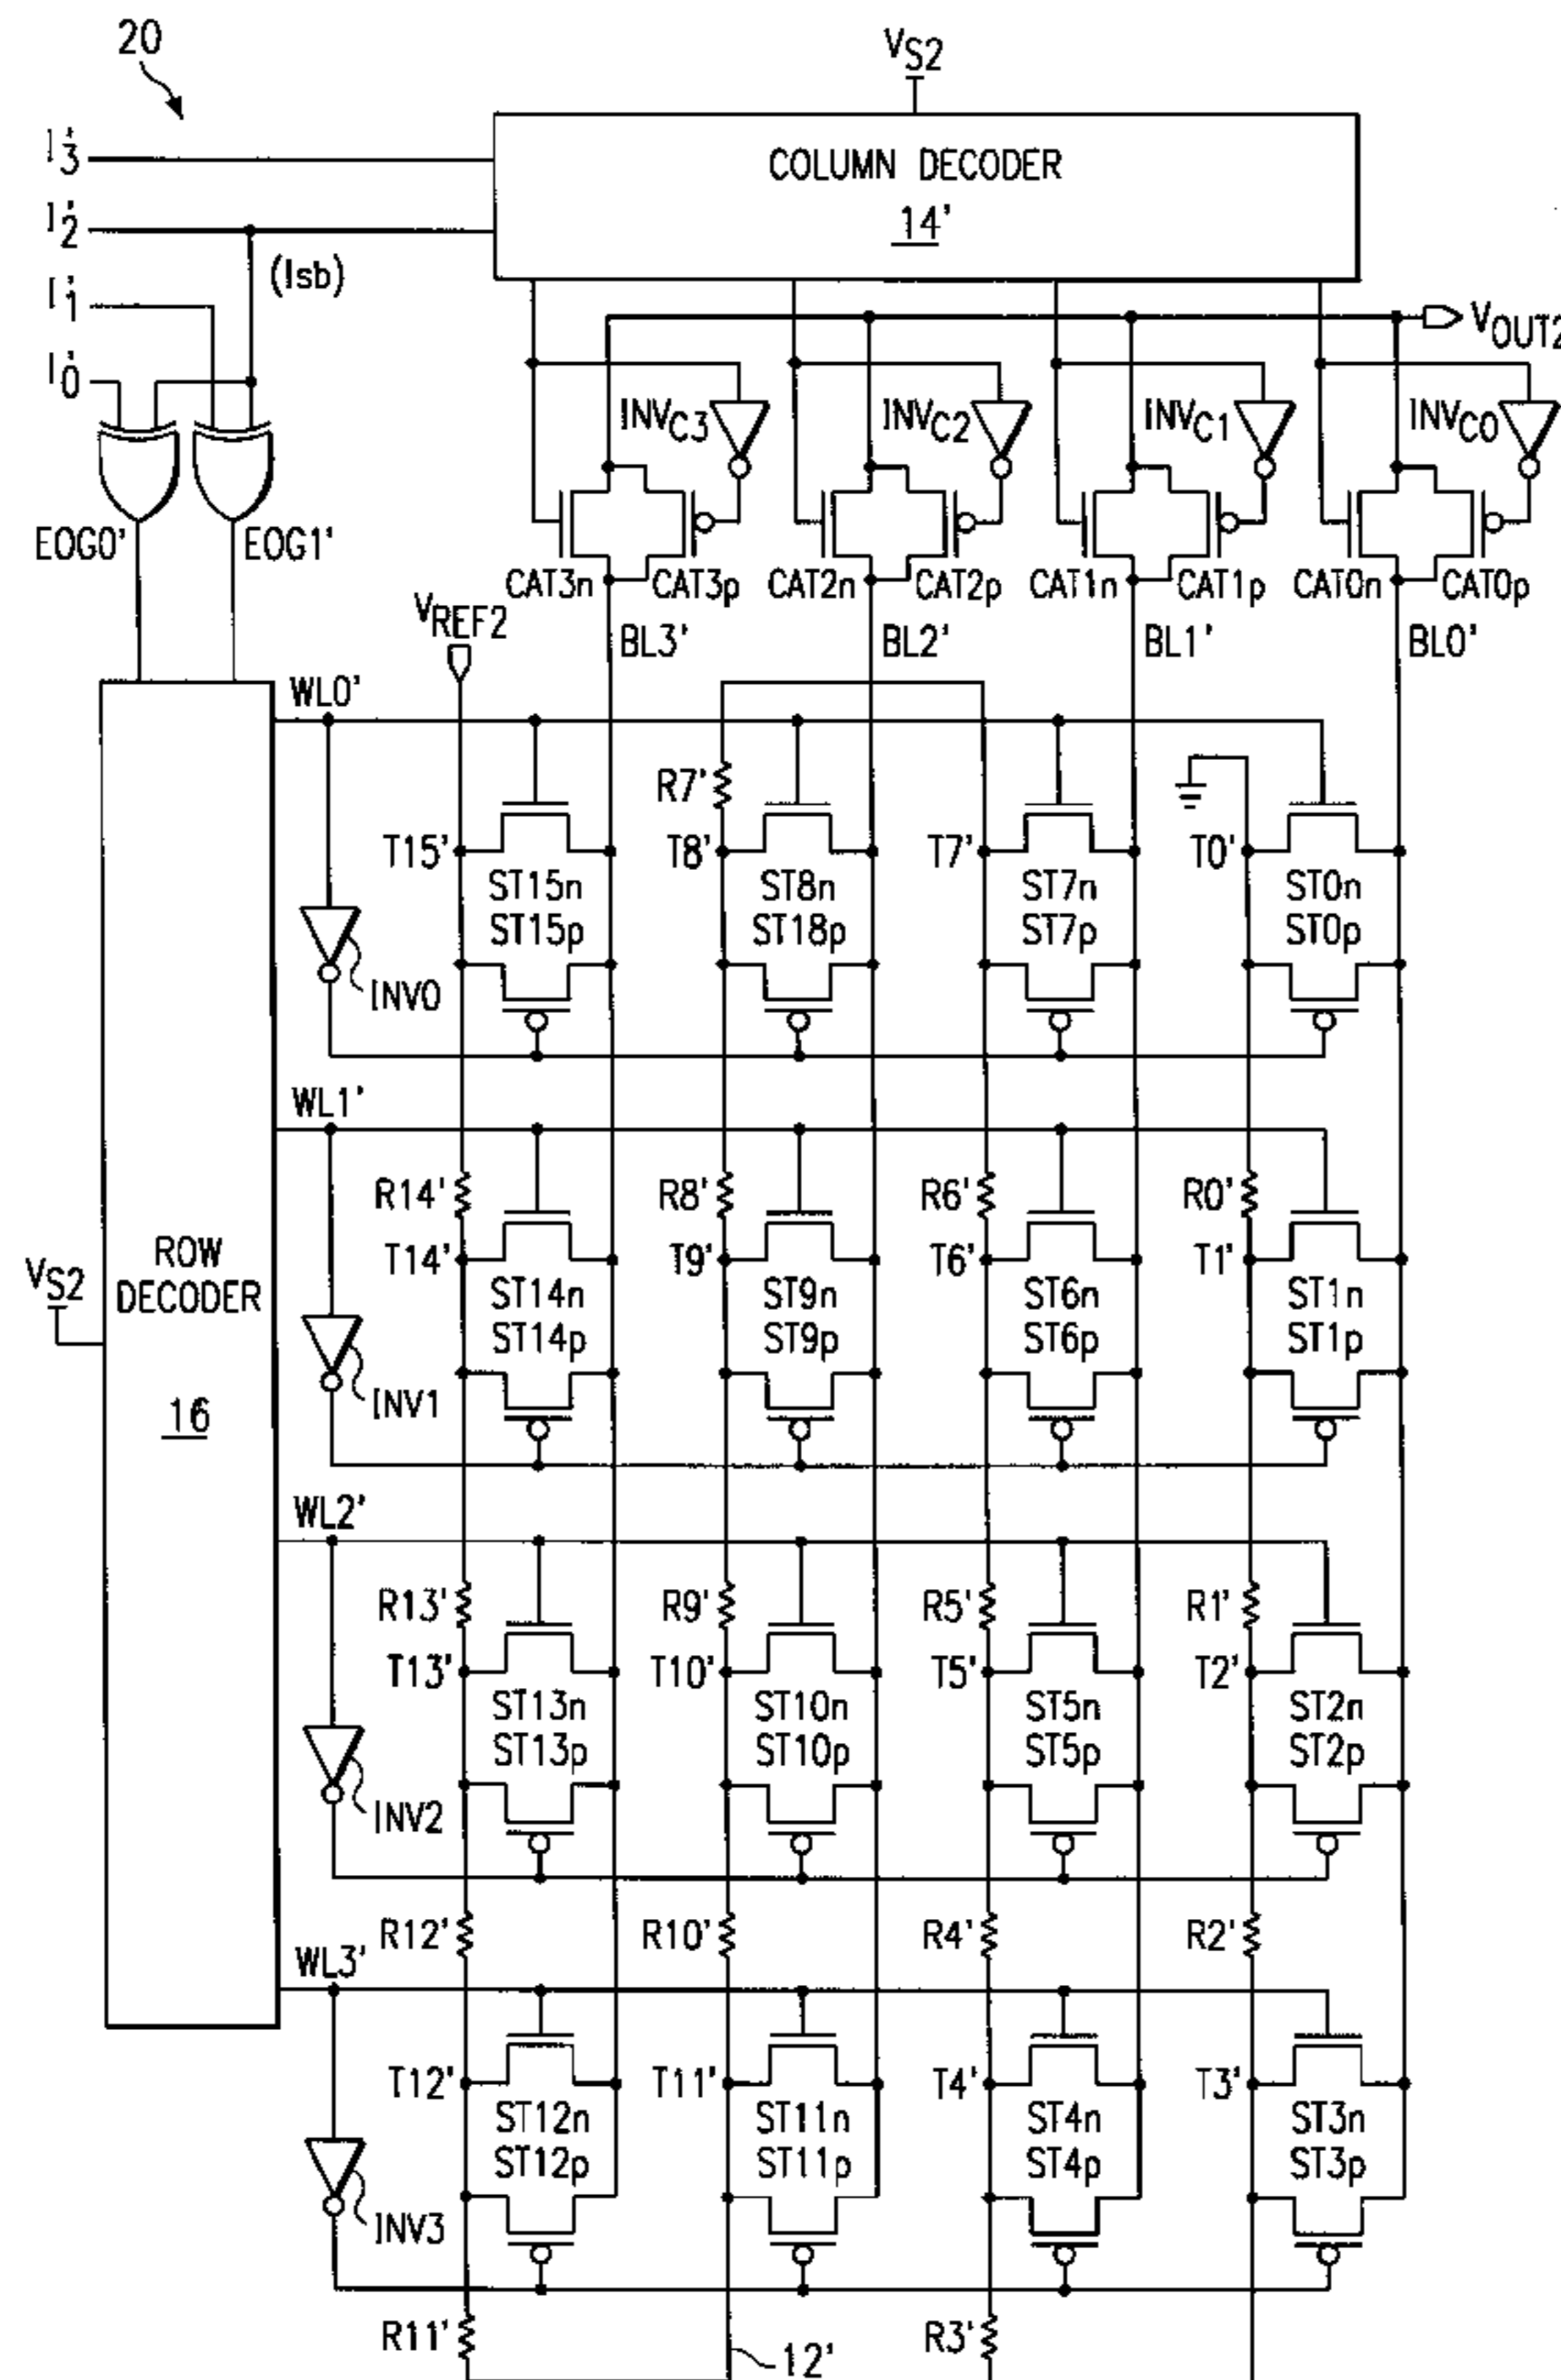 20
VS2
I'3
COLUMN DECODER
14'
I'2
(Isb)
I'1
VOUT2
I'0
INVC3 INVC2 INVC1 INVC0
EOG0' EOG1'
CAT3n CAT3p CAT2n CAT2p CAT1n CAT1p CAT0n CAT0p
VREF2
BL3' BL2' BL1' BL0'
WL0'
R7'
T15' T8' T7' T0'
ST15n ST8n ST7n ST0n
ST15p ST18p ST7p ST0p
INV0
WL1'
R14' R8' R6' R0'
ROW
DECODER
16
VS2
T14' T9' T6' T1'
ST14n ST9n ST6n ST1n
ST14p ST9p ST6p ST1p
INV1
WL2'
R13' R9' R5' R1'
T13' T10' T5' T2'
ST13n ST10n ST5n ST2n
ST13p ST10p ST5p ST2p
INV2
R12' R10' R4' R2'
WL3'
T12' T11' T4' T3'
ST12n ST11n ST4n ST3n
ST12p ST11p ST4p ST3p
INV3
R11' R3'
12'